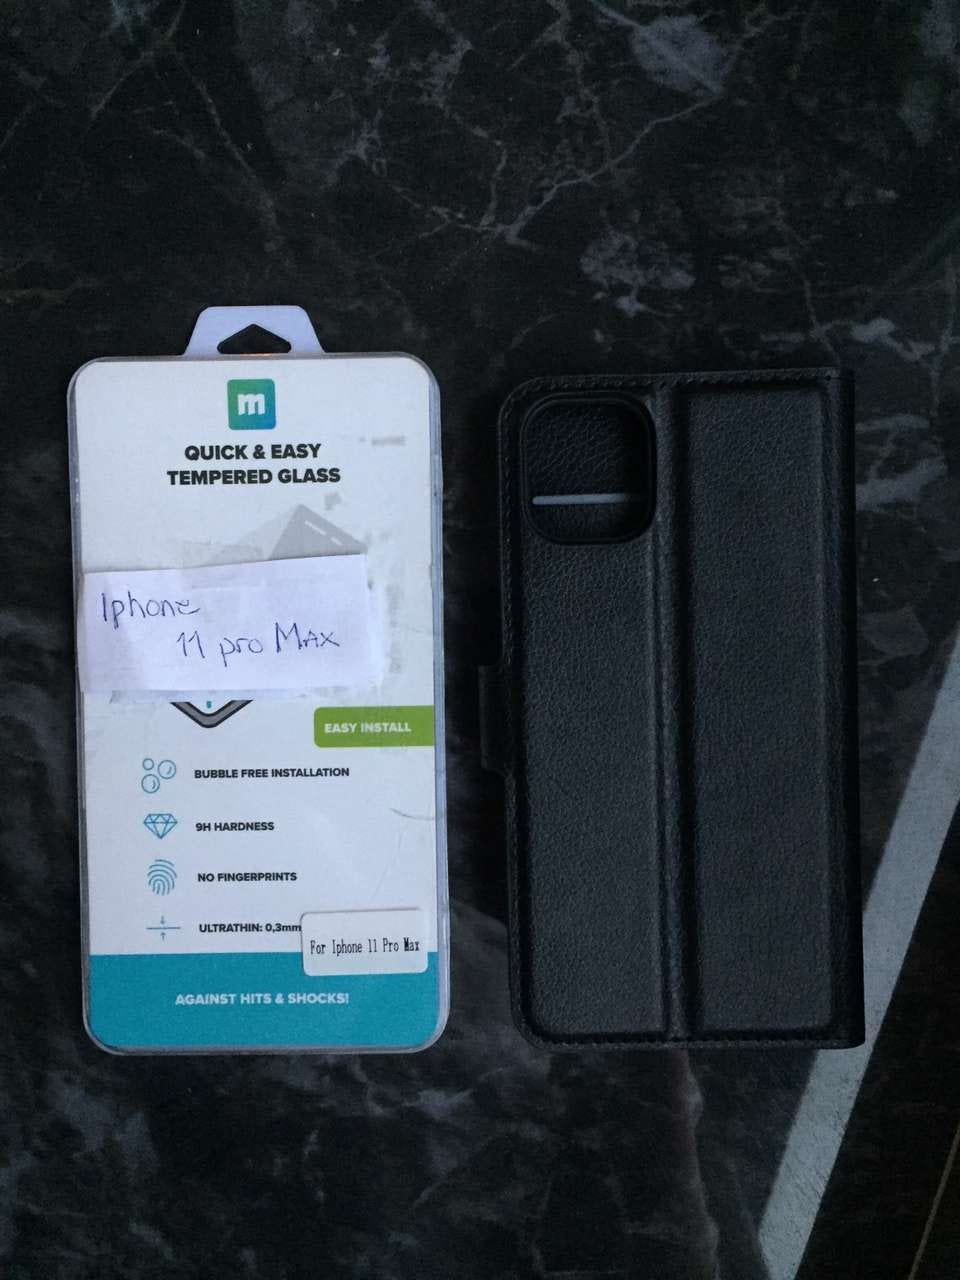 m
QUICK & EASY
TEMPERED GLASS
Iphone
11 pro MAX
EASY INSTALL
BUBBLE FREE INSTALLATION
9H HARDNESS
NO FINGERPRINTS
ULTRATHIN: 0,3mm
For Iphone 11 Pro Max
AGAINST HITS & SHOCKS!